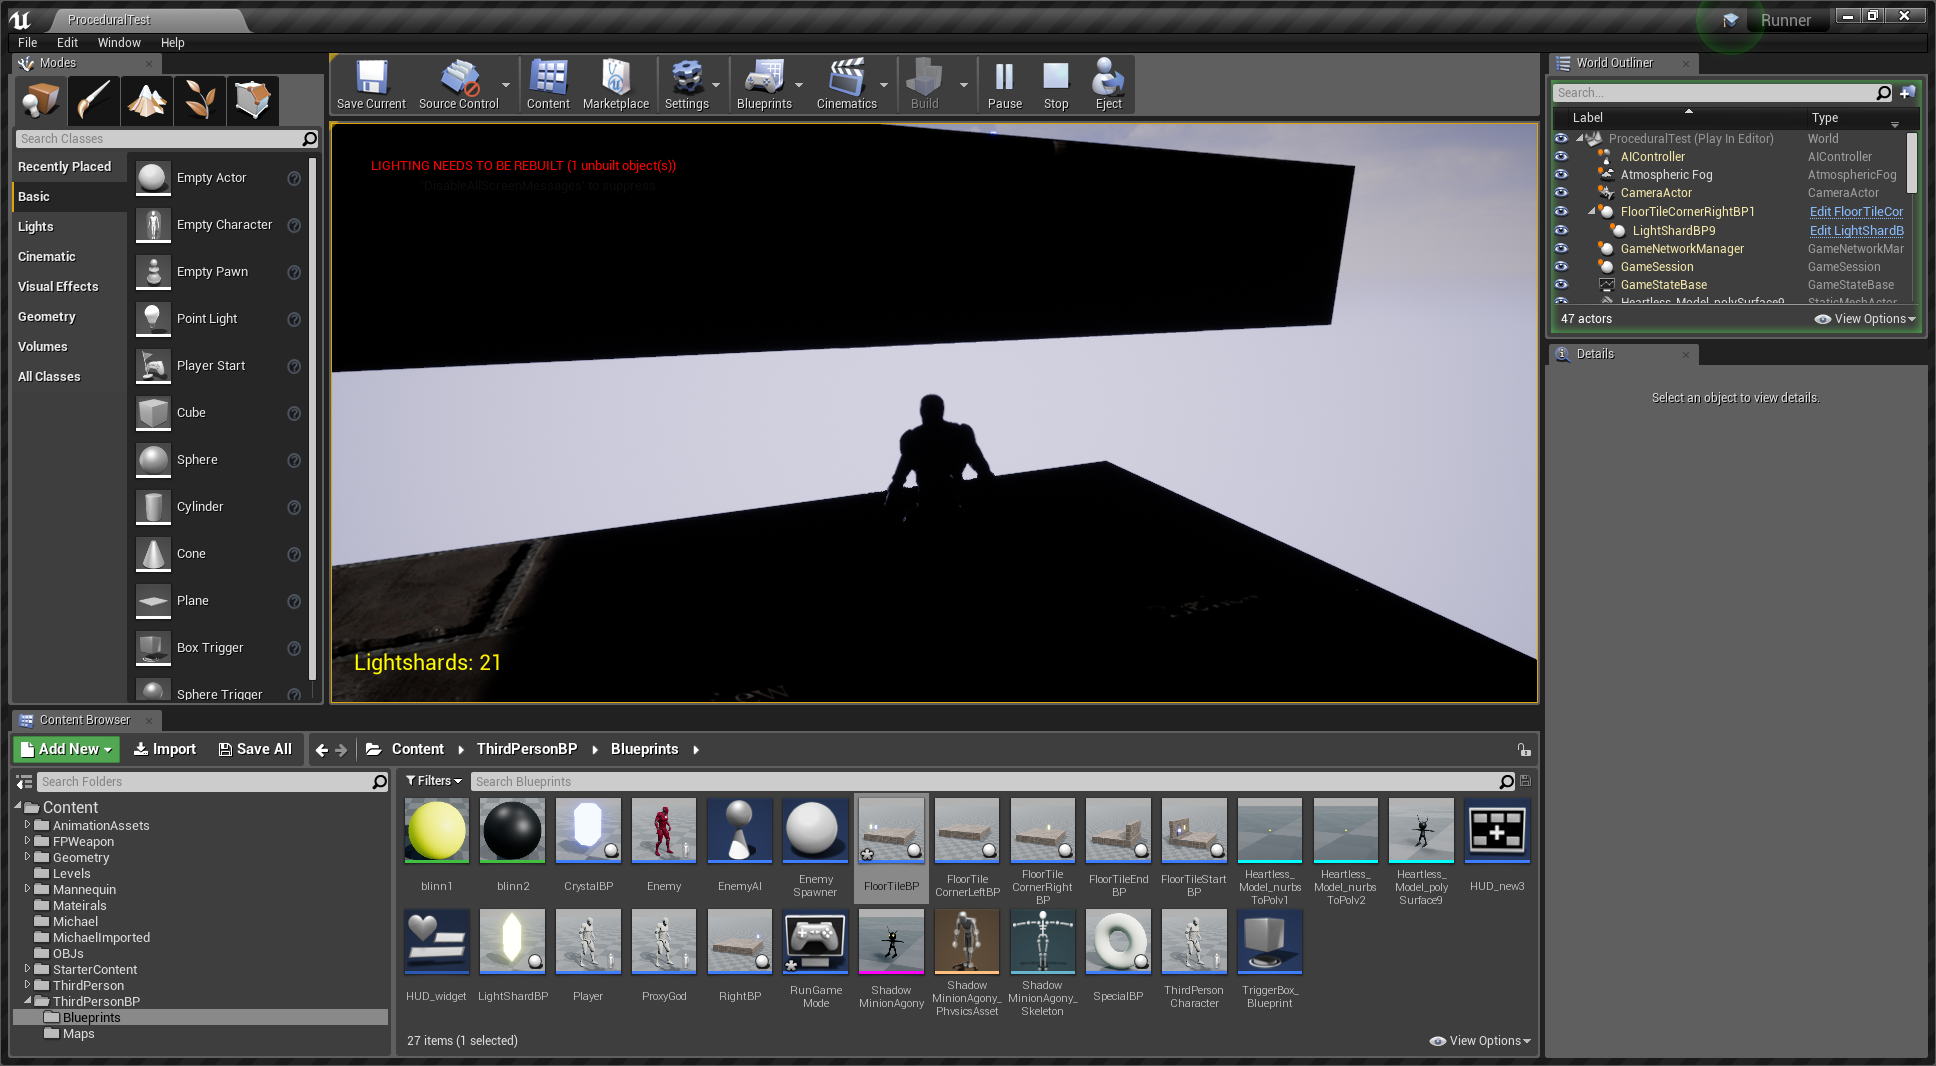 ProceduralTest
Runner
File Edit Window Help
Modes
Search Classes
Recently Placed
Basic
Lights
Cinematic
Visual Effects
Geometry
Volumes
All Classes
Empty Actor
Empty Character
Empty Pawn
Point Light
Player Start
Cube
Sphere
Cylinder
Cone
Plane
Box Trigger
Sphere Trigger
Save Current Source Control Content Marketplace Settings Blueprints Cinematics Build Pause Stop Eject
LIGHTING NEEDS TO BE REBUILT (1 unbuilt object(s))
'DisableAllScreenMessages' to suppress
Lightshards: 21
World Outliner
Search...
Label Type
ProceduralTest (Play In Editor) World
AIController AIController
Atmospheric Fog AtmosphericFog
CameraActor CameraActor
FloorTileCornerRightBP1 Edit FloorTileCor
LightShardBP9 Edit LightShardB
GameNetworkManager GameNetworkMar
GameSession GameSession
GameStateBase GameStateBase
Heartless_Model_polySurface9 StaticMeshActor
47 actors View Options
Details
Select an object to view details.
Content Browser
Add New Import Save All Content ThirdPersonBP Blueprints
Search Folders
Content
AnimationAssets
FPWeapon
Geometry
Levels
Mannequin
Mateirals
Michael
MichaelImported
OBJs
StarterContent
ThirdPerson
ThirdPersonBP
Blueprints
Maps
Filters Search Blueprints
blinn1
blinn2
CrystalBP
Enemy
EnemyAI
Enemy
Spawner
FloorTileBP
FloorTile
CornerLeftBP
FloorTile
CornerRight
BP
FloorTileEnd
BP
FloorTileStart
BP
Heartless_
Model_nurbs
ToPolv1
Heartless_
Model_nurbs
ToPolv2
Heartless_
Model_poly
Surface9
HUD_new3
HUD_widget
LightShardBP
Player
ProxyGod
RightBP
RunGame
Mode
Shadow
MinionAgony
Shadow
MinionAgony_
PhysicsAsset
Shadow
MinionAgony_
Skeleton
SpecialBP
ThirdPerson
Character
TriggerBox_
Blueprint
27 items (1 selected) View Options